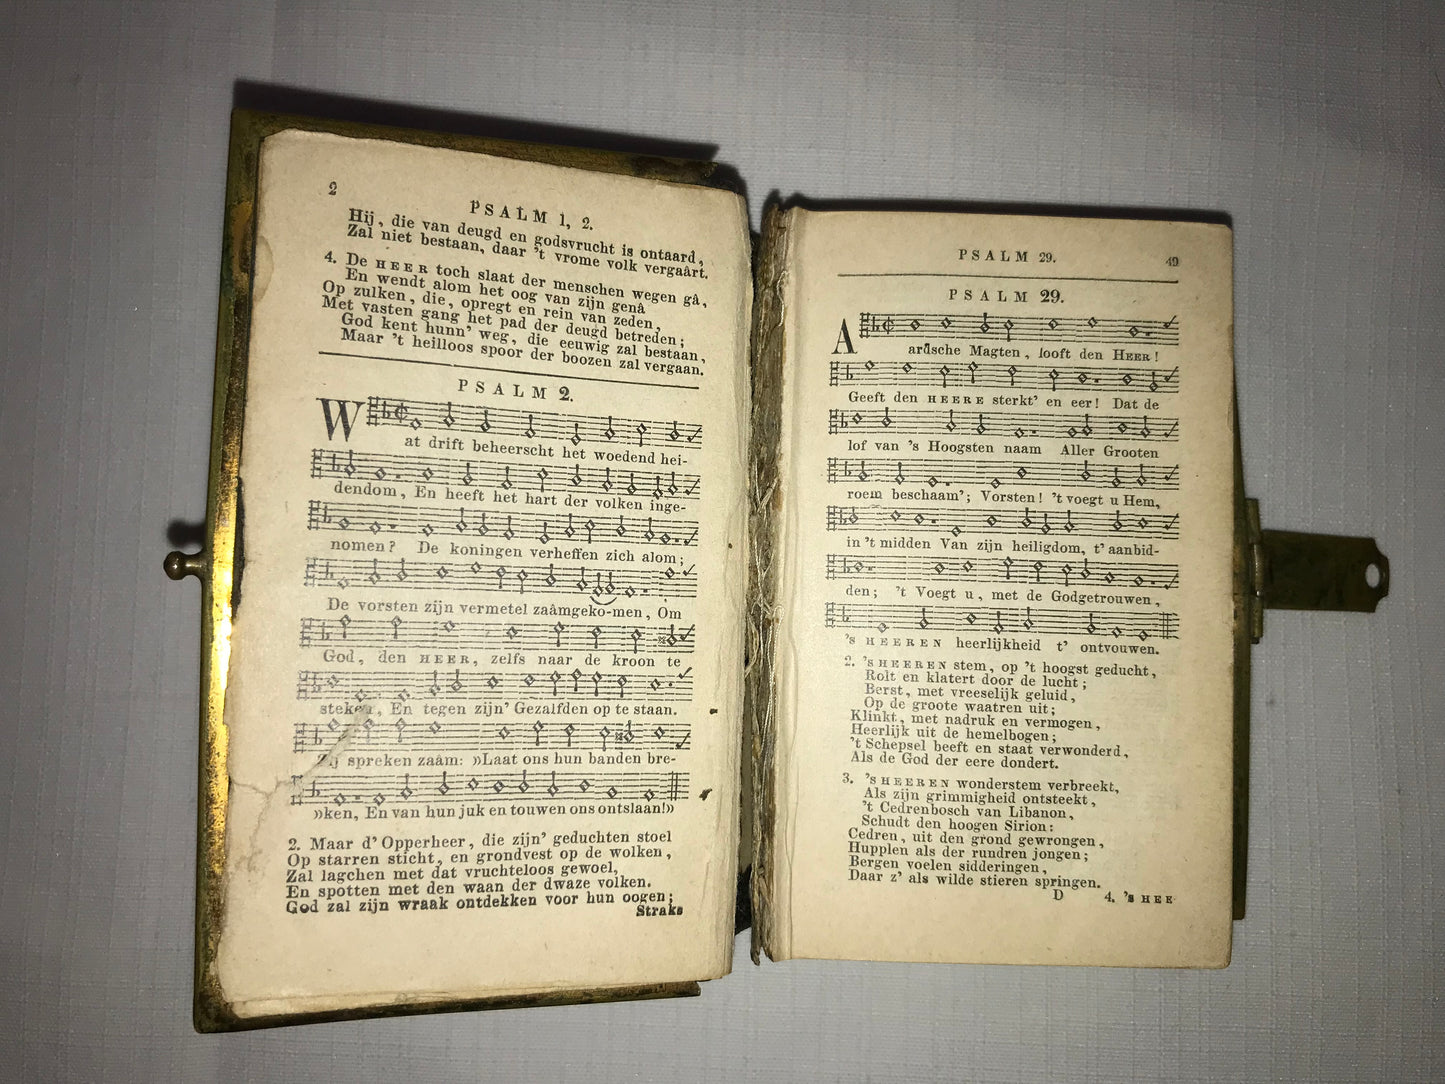 2
PSALM 1, 2.
Hij, die van deugd en godsvrucht is ontaard,
Zal niet bestaan, daar 't vrome volk vergaârt.
4. De HEER toch slaat der menschen wegen gâ,
En wendt alom het oog van zijn genâ
Op zulken, die, opregt en rein van zeden,
Met vasten gang het pad der deugd betreden;
God kent hunn' weg, die eeuwig zal bestaan,
Maar 't heilloos spoor der boozen zal vergaan.
PSALM 2.
Wat drift beheerscht het woedend hei-
dendom, En heeft het hart der volken inge-
nomen? De koningen verheffen zich alom;
De vorsten zijn vermetel zaâmgeko-men, Om
God, den HEER, zelfs naar de kroon te
steken, En tegen zijn' Gezalfden op te staan.
Zij spreken zaâm: »Laat ons hun banden bre-
»ken, En van hun juk en touwen ons ontslaan!»
2. Maar d' Opperheer, die zijn' geduchten stoel
Op starren sticht, en grondvest op de wolken,
Zal lagchen met dat vruchteloos gewoel,
En spotten met den waan der dwaze volken.
God zal zijn wraak ontdekken voor hun oogen;
Straks
PSALM 29.
49
PSALM 29.
Aardsche Magten, looft den HEER!
Geeft den HEERE sterkt' en eer! Dat de
lof van 's Hoogsten naam Aller Grooten
roem beschaam'; Vorsten! 't voegt u Hem,
in 't midden Van zijn heiligdom, t' aanbid-
den; 't Voegt u, met de Godgetrouwen,
's HEEREN heerlijkheid t' ontvouwen.
2. 's HEEREN stem, op 't hoogst geducht,
Rolt en klatert door de lucht;
Berst, met vreeselijk geluid,
Op de groote waatren uit;
Klinkt, met nadruk en vermogen,
Heerlijk uit de hemelbogen;
't Schepsel beeft en staat verwonderd,
Als de God der eere dondert.
3. 's HEEREN wonderstem verbreekt,
Als zijn grimmigheid ontsteekt,
't Cedrenbosch van Libanon,
Schudt den hoogen Sirion:
Cedren, uit den grond gewrongen,
Hupplen als der rundren jongen;
Bergen voelen sidderingen,
Daar z' als wilde stieren springen.
D
4. 's HEE